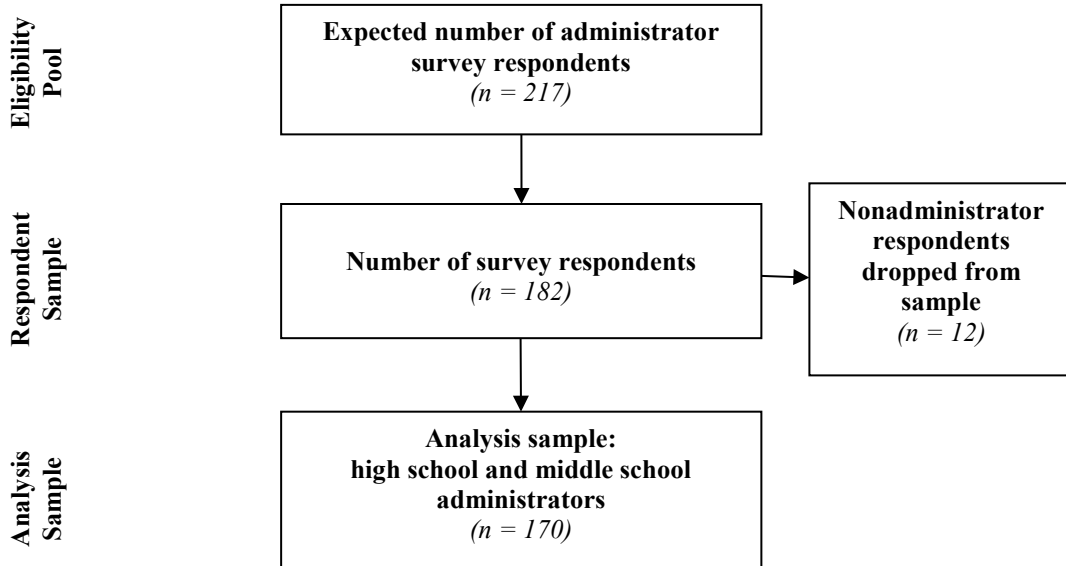 Eligibility
Pool
Expected number of administrator
survey respondents
(n = 217)
Respondent
Sample
Number of survey respondents
(n = 182)
Nonadministrator
respondents
dropped from
sample
(n = 12)
Analysis
Sample
Analysis sample:
high school and middle school
administrators
(n = 170)